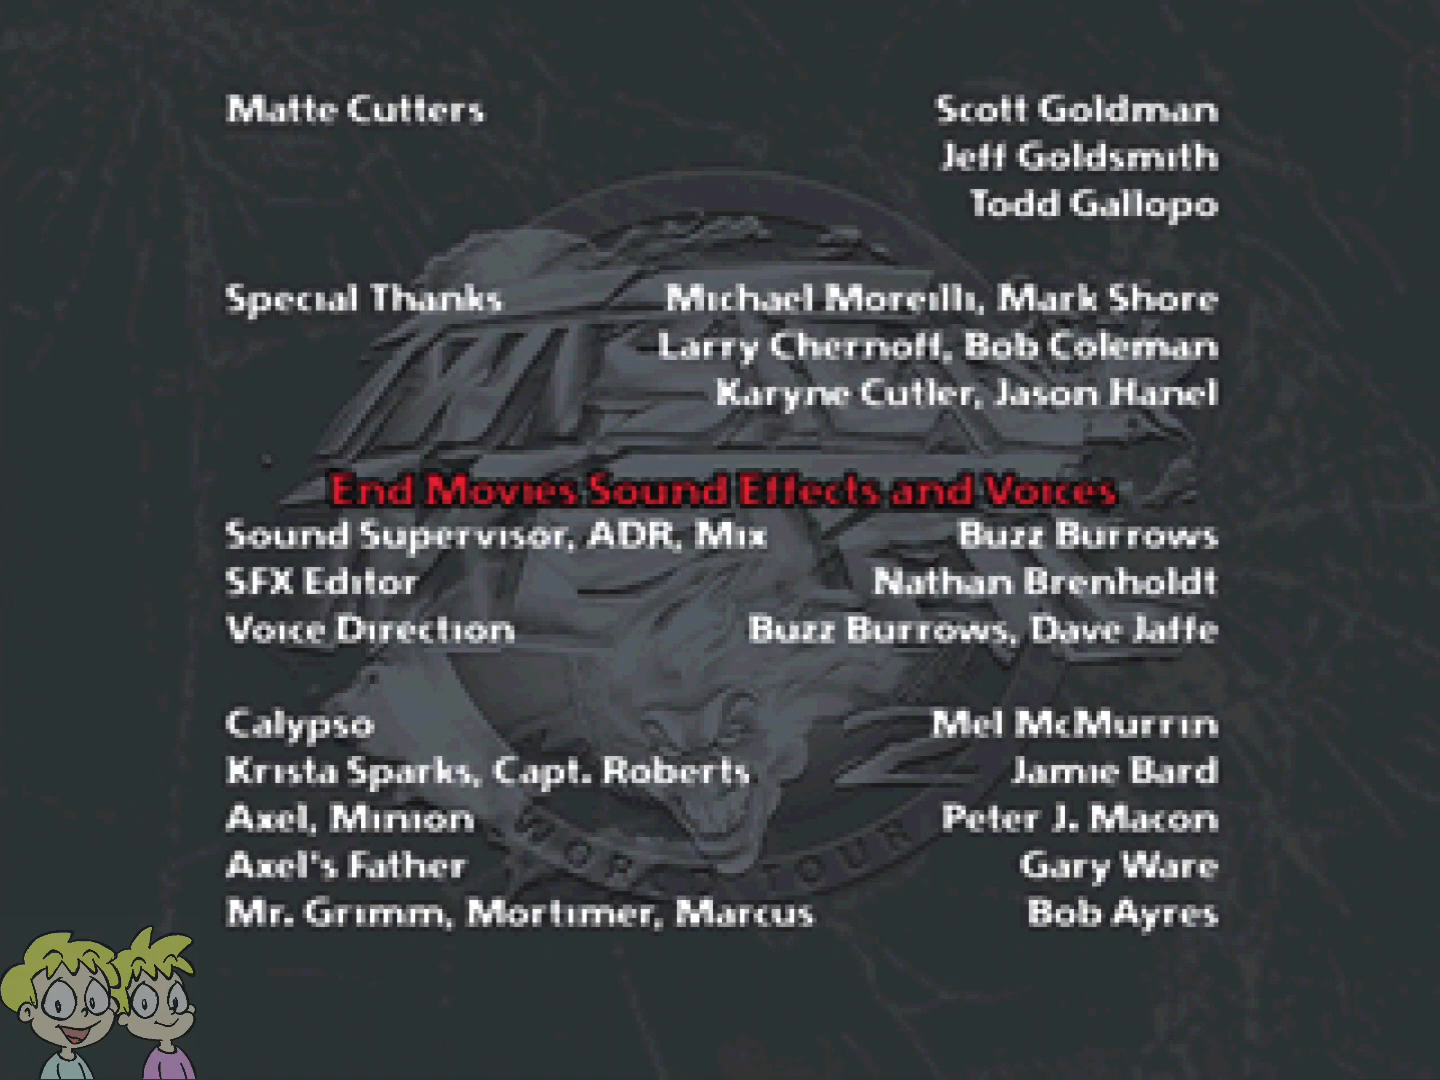 Matte Cutters Scott Goldman
Jeff Goldsmith
Todd Gallopo
Special Thanks Michael Moreilli, Mark Shore
Larry Chernoff, Bob Coleman
Karyne Cutler, Jason Hanel
End Movies Sound Effects and Voices
Sound Supervisor, ADR, Mix Buzz Burrows
SFX Editor Nathan Brenholdt
Voice Direction Buzz Burrows, Dave Jaffe
Calypso Mel McMurrin
Krista Sparks, Capt. Roberts Jamie Bard
Axel, Minion Peter J. Macon
Axel's Father Gary Ware
Mr. Grimm, Mortimer, Marcus Bob Ayres
WORLD TOUR